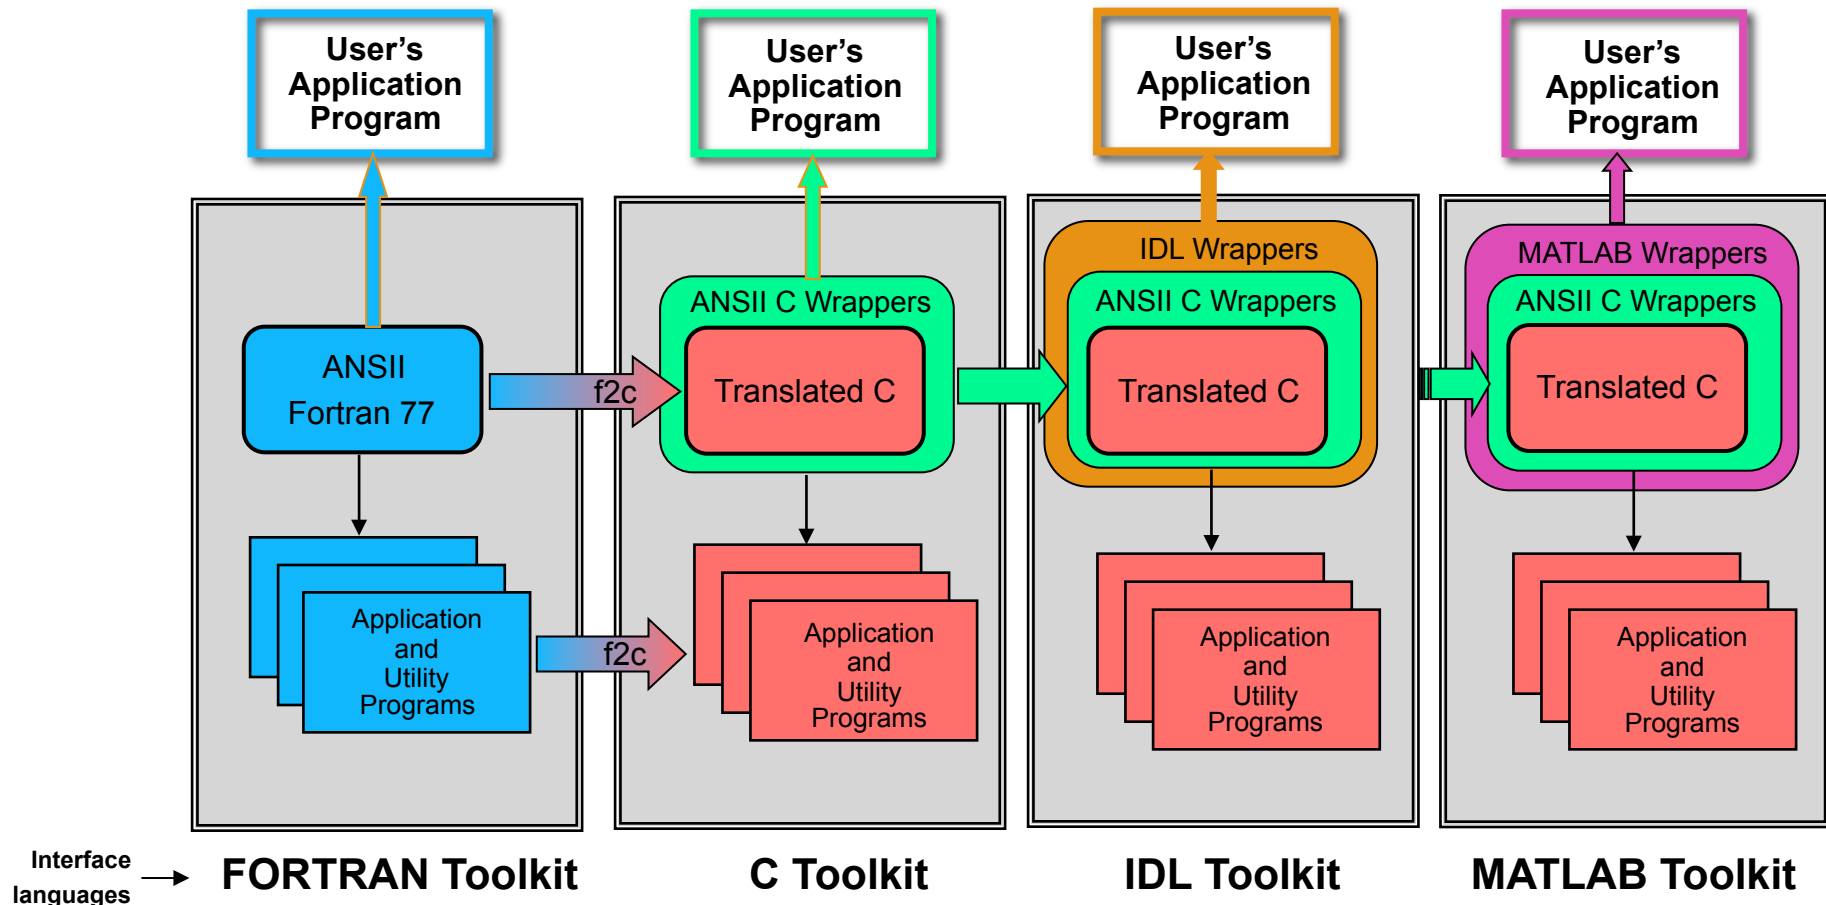 User’s
Application
Program
User’s
Application
Program
User’s
Application
Program
User’s
Application
Program
ANSII
Fortran 77
f2c
ANSII C Wrappers
Translated C
IDL Wrappers
ANSII C Wrappers
Translated C
MATLAB Wrappers
ANSII C Wrappers
Translated C
Application
and
Utility
Programs
f2c
Application
and
Utility
Programs
Application
and
Utility
Programs
Application
and
Utility
Programs
Interface
languages
FORTRAN Toolkit
C Toolkit
IDL Toolkit
MATLAB Toolkit